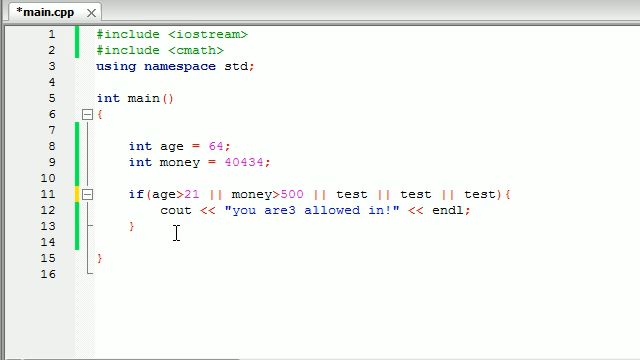 *main.cpp
1 #include <iostream>
2 #include <cmath>
3 using namespace std;
4
5 int main()
6 {
7
8 int age = 64;
9 int money = 40434;
10
11 if(age>21 || money>500 || test || test || test){
12 cout << "you are3 allowed in!" << endl;
13 }
14
15 }
16